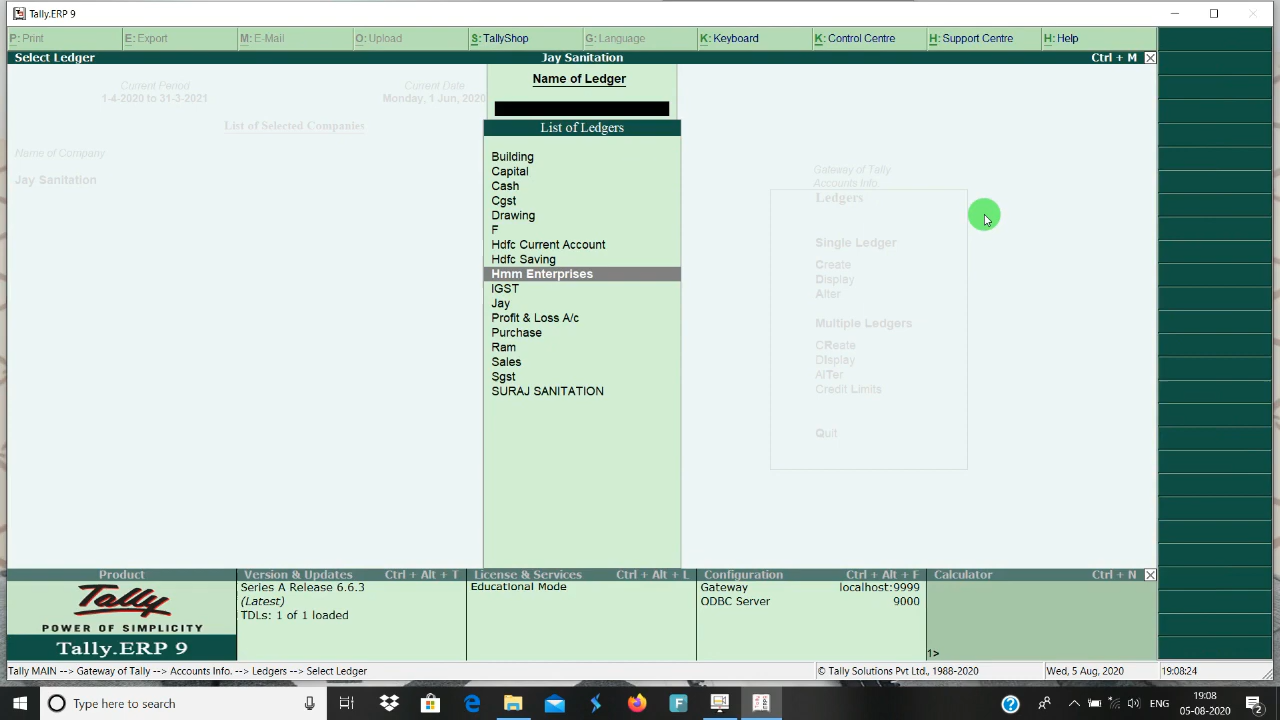 Tally.ERP 9
P: Print
E: Export
M: E-Mail
O: Upload
S: TallyShop
G: Language
K: Keyboard
K: Control Centre
H: Support Centre
H: Help
Select Ledger
Jay Sanitation
Ctrl + M
Current Period
1-4-2020 to 31-3-2021
Current Date
Monday, 1 Jun, 2020
List of Selected Companies
Name of Company
Jay Sanitation
Name of Ledger
List of Ledgers
Building
Capital
Cash
Cgst
Drawing
F
Hdfc Current Account
Hdfc Saving
Hmm Enterprises
IGST
Jay
Profit & Loss A/c
Purchase
Ram
Sales
Sgst
SURAJ SANITATION
Gateway of Tally
Accounts Info.
Ledgers
Single Ledger
Create
Display
Alter
Multiple Ledgers
CReate
DIsplay
AlTer
Credit Limits
Quit
Product
Tally
POWER OF SIMPLICITY
Tally.ERP 9
Version & Updates Ctrl + Alt + T
Series A Release 6.6.3
(Latest)
TDLs: 1 of 1 loaded
License & Services Ctrl + Alt + L
Educational Mode
Configuration Ctrl + Alt + F
Gateway localhost:9999
ODBC Server 9000
Calculator Ctrl + N
1>
Tally MAIN --> Gateway of Tally --> Accounts Info. --> Ledgers --> Select Ledger
© Tally Solutions Pvt Ltd., 1988-2020
Wed, 5 Aug, 2020
19:08:24
Type here to search
ENG
19:08
05-08-2020
2